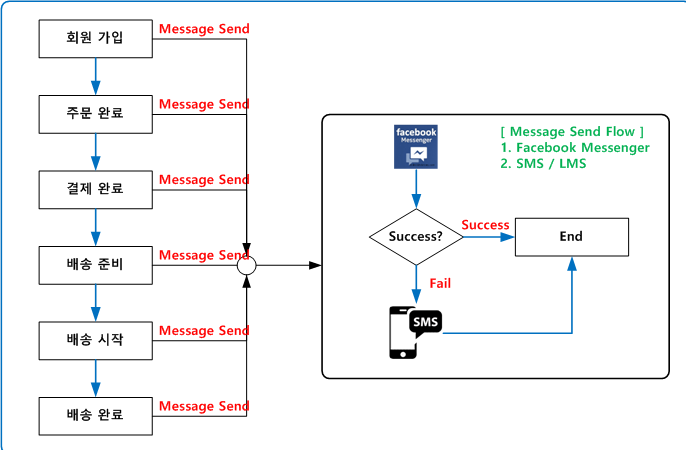 회원 가입
Message Send
주문 완료
Message Send
결제 완료
Message Send
배송 준비
Message Send
배송 시작
Message Send
배송 완료
Message Send
facebook
Messenger
[ Message Send Flow ]
1. Facebook Messenger
2. SMS / LMS
Success?
Success
End
Fail
SMS